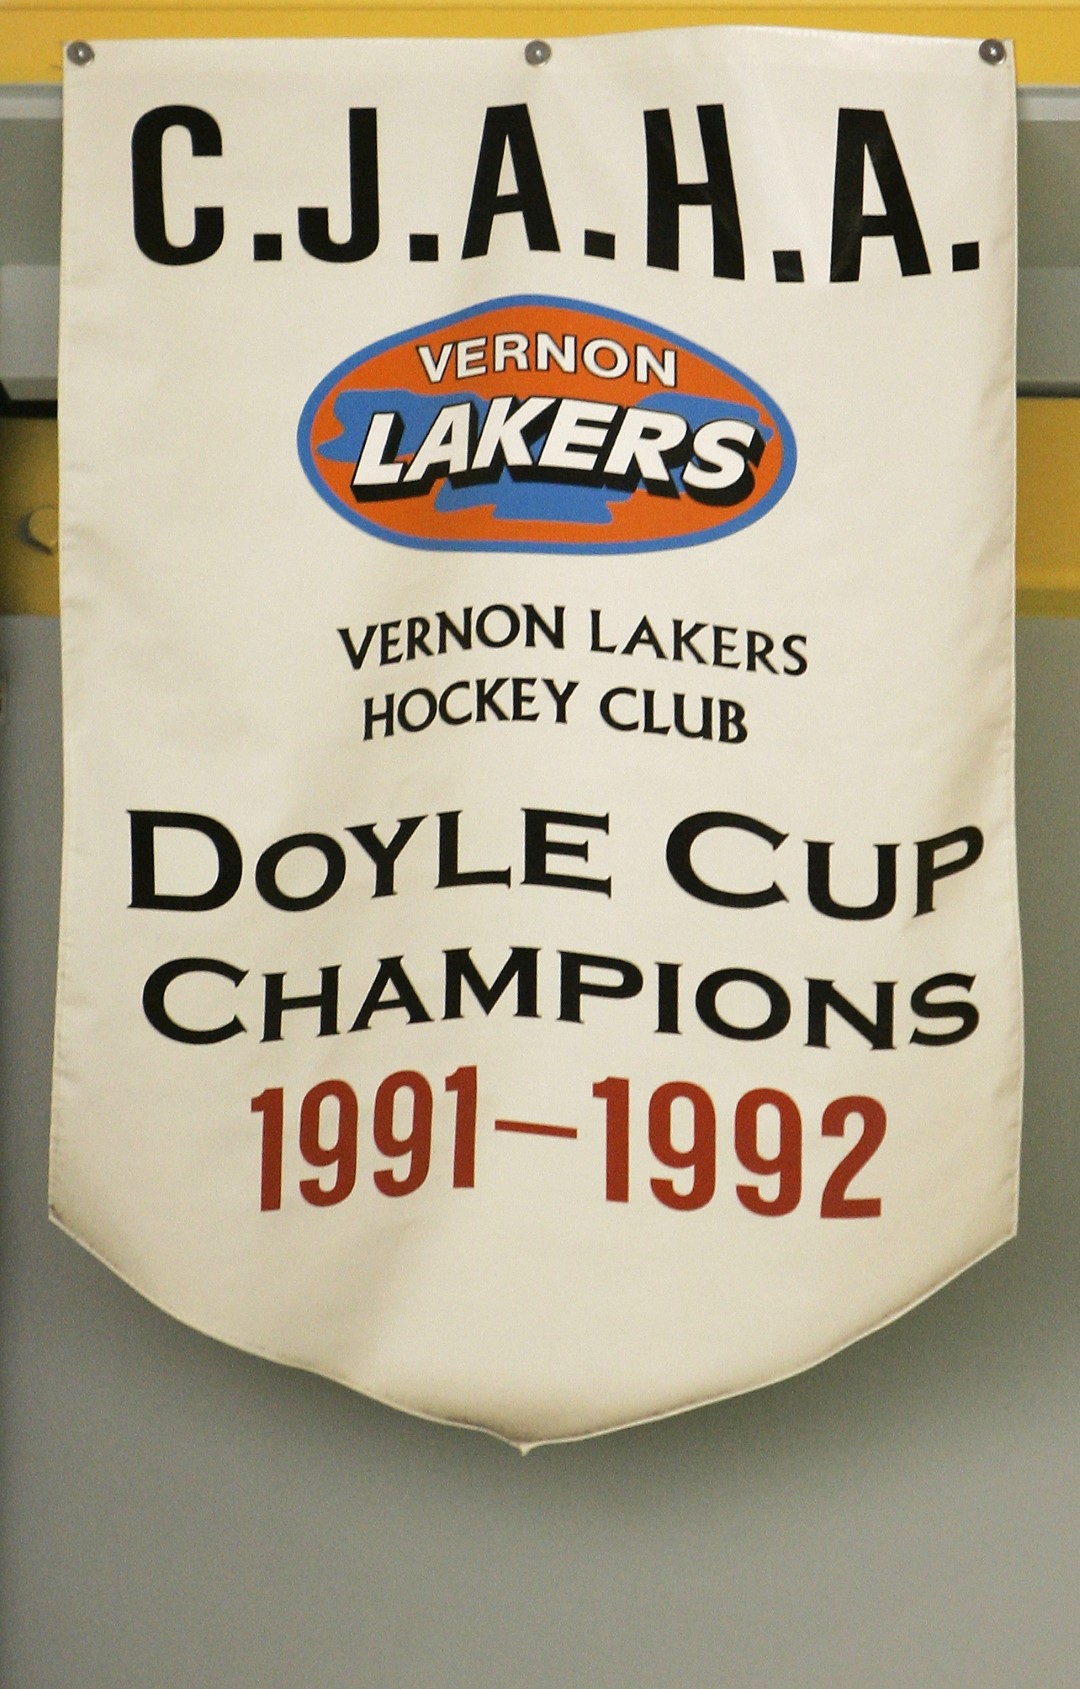 C.J.A.H.A.
VERNON
LAKERS
VERNON LAKERS
HOCKEY CLUB
DOYLE CUP
CHAMPIONS
1991–1992